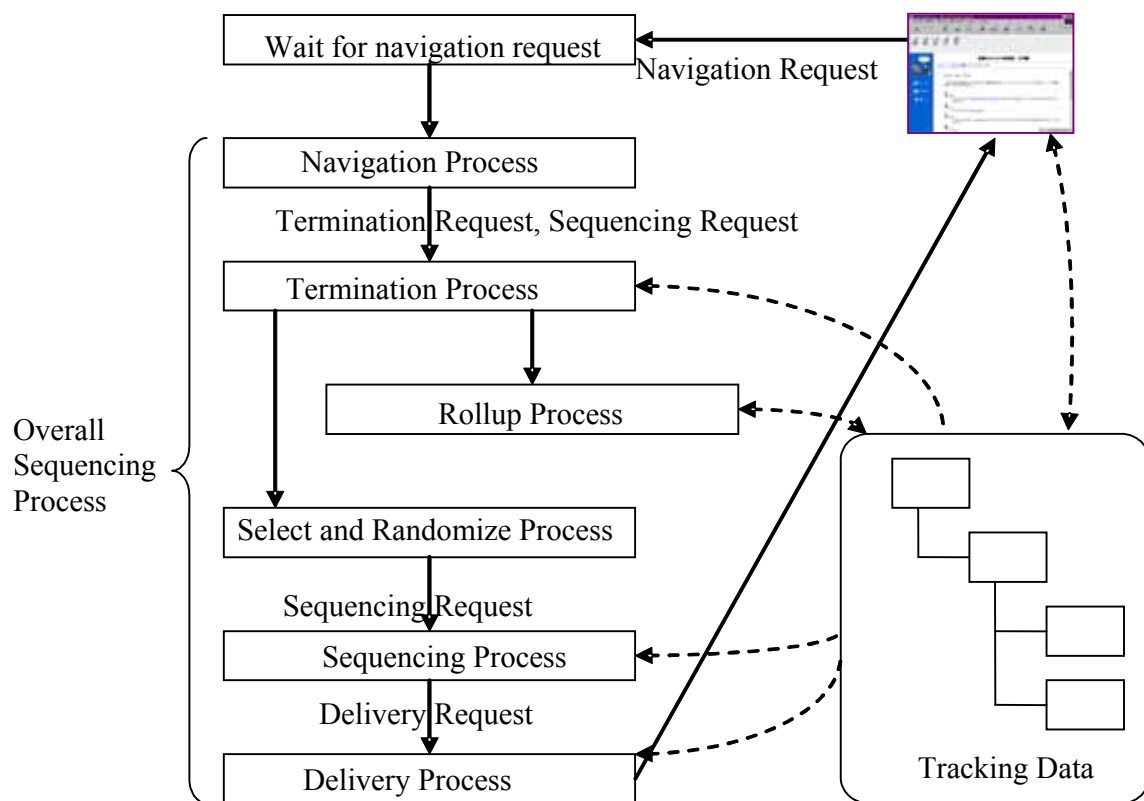 Wait for navigation request
Navigation Request
Navigation Process
Termination Request, Sequencing Request
Termination Process
Rollup Process
Overall
Sequencing
Process
Select and Randomize Process
Sequencing Request
Sequencing Process
Delivery Request
Delivery Process
Tracking Data